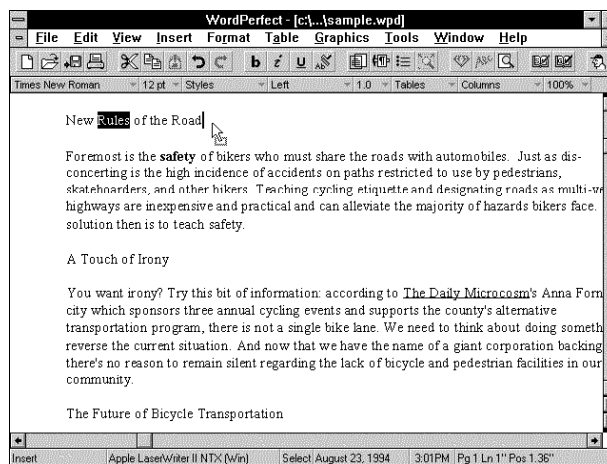 WordPerfect - [c:\...\sample.wpd]
File Edit View Insert Format Table Graphics Tools Window Help
b i u
Times New Roman 12 pt Styles Left 1.0 Tables Columns 100%
New Rules of the Road
Foremost is the safety of bikers who must share the roads with automobiles. Just as dis-
concerting is the high incidence of accidents on paths restricted to use by pedestrians,
skateboarders, and other bikers. Teaching cycling etiquette and designating roads as multi-ve
highways are inexpensive and practical and can alleviate the majority of hazards bikers face.
solution then is to teach safety.
A Touch of Irony
You want irony? Try this bit of information: according to The Daily Microcosm's Anna Forn
city which sponsors three annual cycling events and supports the county's alternative
transportation program, there is not a single bike lane. We need to think about doing someth
reverse the current situation. And now that we have the name of a giant corporation backing
there's no reason to remain silent regarding the lack of bicycle and pedestrian facilities in our
community.
The Future of Bicycle Transportation
Insert Apple LaserWriter II NTX (Win) Select August 23, 1994 3:01PM Pg 1 Ln 1" Pos 1.36"